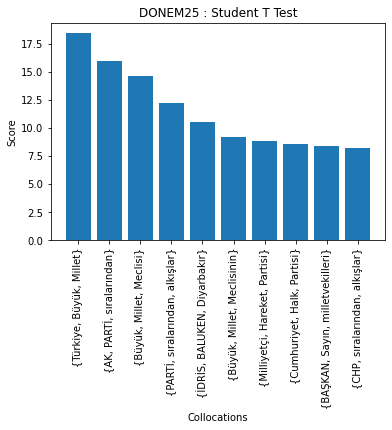 DONEM25 : Student T Test
Score
17.5
15.0
12.5
10.0
7.5
5.0
2.5
0.0
{Türkiye, Büyük, Millet}
{AK, PARTİ, sıralarından}
{Büyük, Millet, Meclisi}
{PARTİ, sıralarından, alkışlar}
{İDRİS, BALUKEN, Diyarbakır}
{Büyük, Millet, Meclisinin}
{Milliyetçi, Hareket, Partisi}
{Cumhuriyet, Halk, Partisi}
{BAŞKAN, Sayın, milletvekilleri}
{CHP, sıralarından, alkışlar}
Collocations